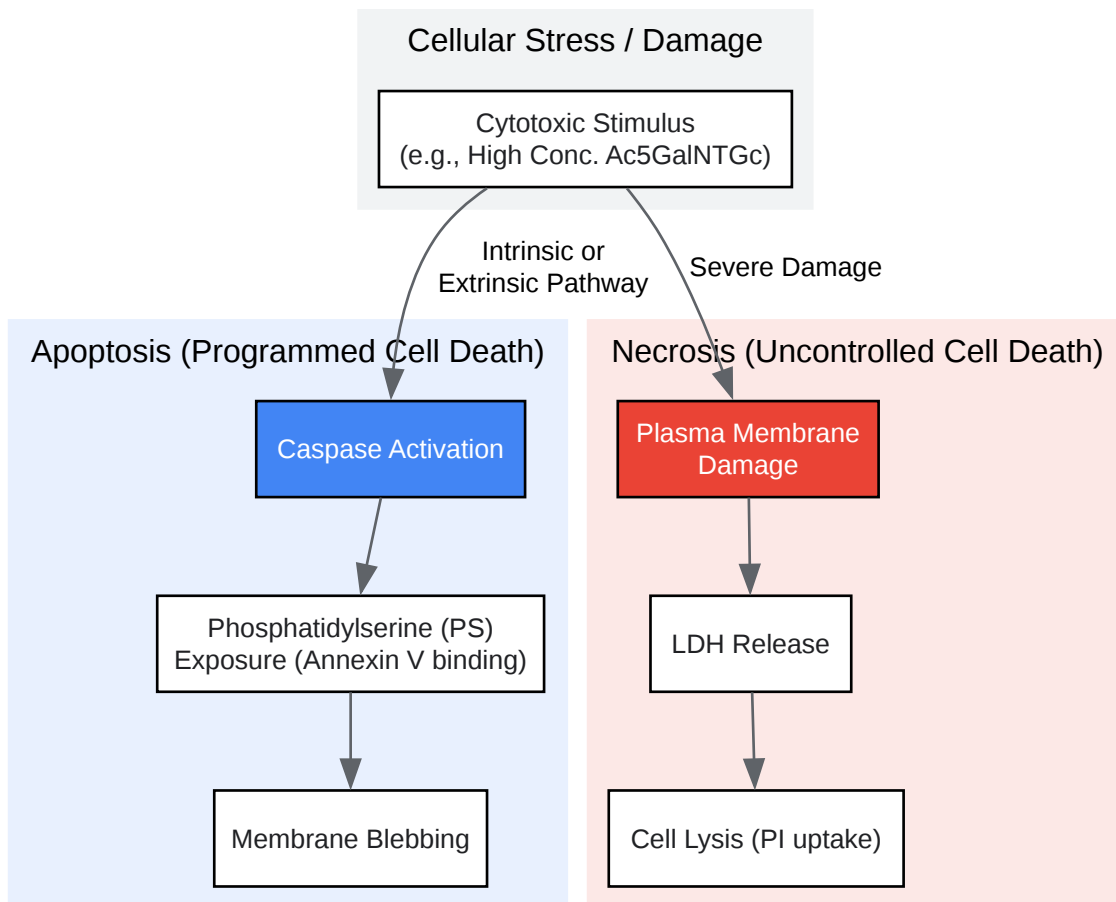 Cellular Stress / Damage
Cytotoxic Stimulus
(e.g., High Conc. Ac5GalNTGc)
Intrinsic or
Extrinsic Pathway
Severe Damage
Apoptosis (Programmed Cell Death)
Caspase Activation
Phosphatidylserine (PS)
Exposure (Annexin V binding)
Membrane Blebbing
Necrosis (Uncontrolled Cell Death)
Plasma Membrane
Damage
LDH Release
Cell Lysis (PI uptake)